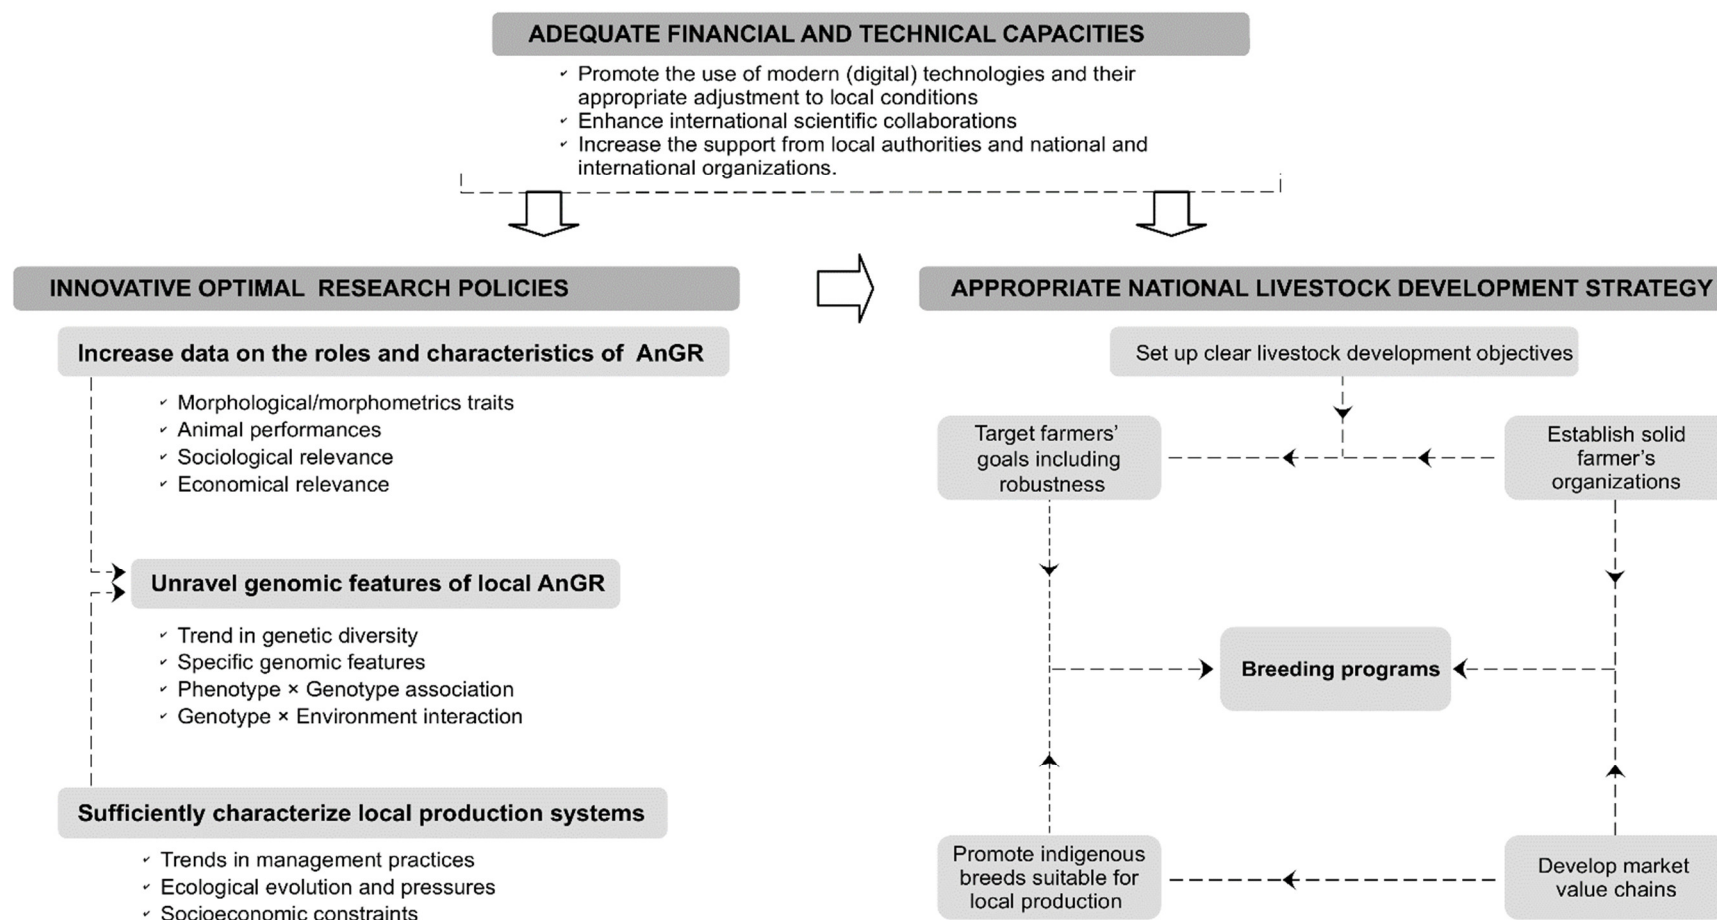 ADEQUATE FINANCIAL AND TECHNICAL CAPACITIES
✓ Promote the use of modern (digital) technologies and their
appropriate adjustment to local conditions
✓ Enhance international scientific collaborations
✓ Increase the support from local authorities and national and
international organizations.
INNOVATIVE OPTIMAL RESEARCH POLICIES
Increase data on the roles and characteristics of AnGR
✓ Morphological/morphometrics traits
✓ Animal performances
✓ Sociological relevance
✓ Economical relevance
Unravel genomic features of local AnGR
✓ Trend in genetic diversity
✓ Specific genomic features
✓ Phenotype × Genotype association
✓ Genotype × Environment interaction
Sufficiently characterize local production systems
✓ Trends in management practices
✓ Ecological evolution and pressures
✓ Socioeconomic constraints
APPROPRIATE NATIONAL LIVESTOCK DEVELOPMENT STRATEGY
Set up clear livestock development objectives
Target farmers'
goals including
robustness
Establish solid
farmer's
organizations
Breeding programs
Promote indigenous
breeds suitable for
local production
Develop market
value chains